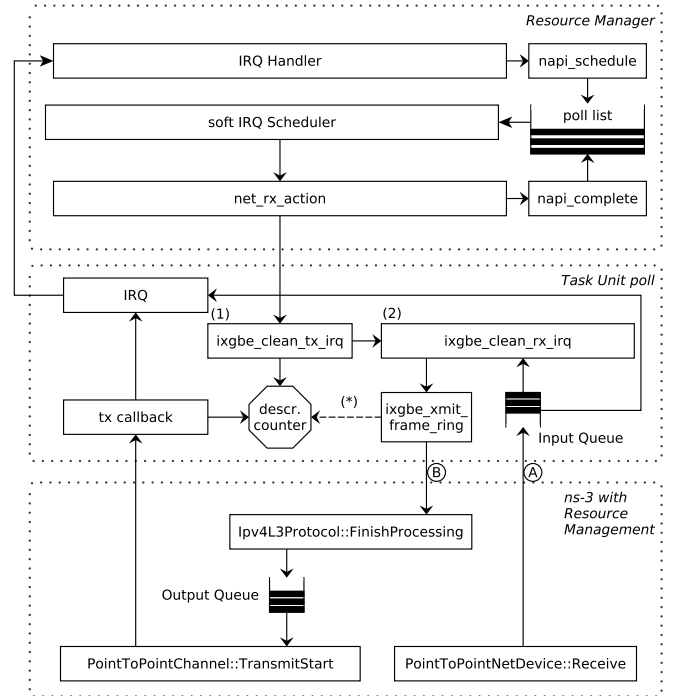 Resource Manager
IRQ Handler
napi_schedule
soft IRQ Scheduler
poll list
net_rx_action
napi_complete
Task Unit poll
IRQ
(1)
(2)
ixgbe_clean_tx_irq
ixgbe_clean_rx_irq
tx callback
descr.
counter
(*)
ixgbe_xmit_
frame_ring
Input Queue
B
A
ns-3 with
Resource
Management
Ipv4L3Protocol::FinishProcessing
Output Queue
PointToPointChannel::TransmitStart
PointToPointNetDevice::Receive